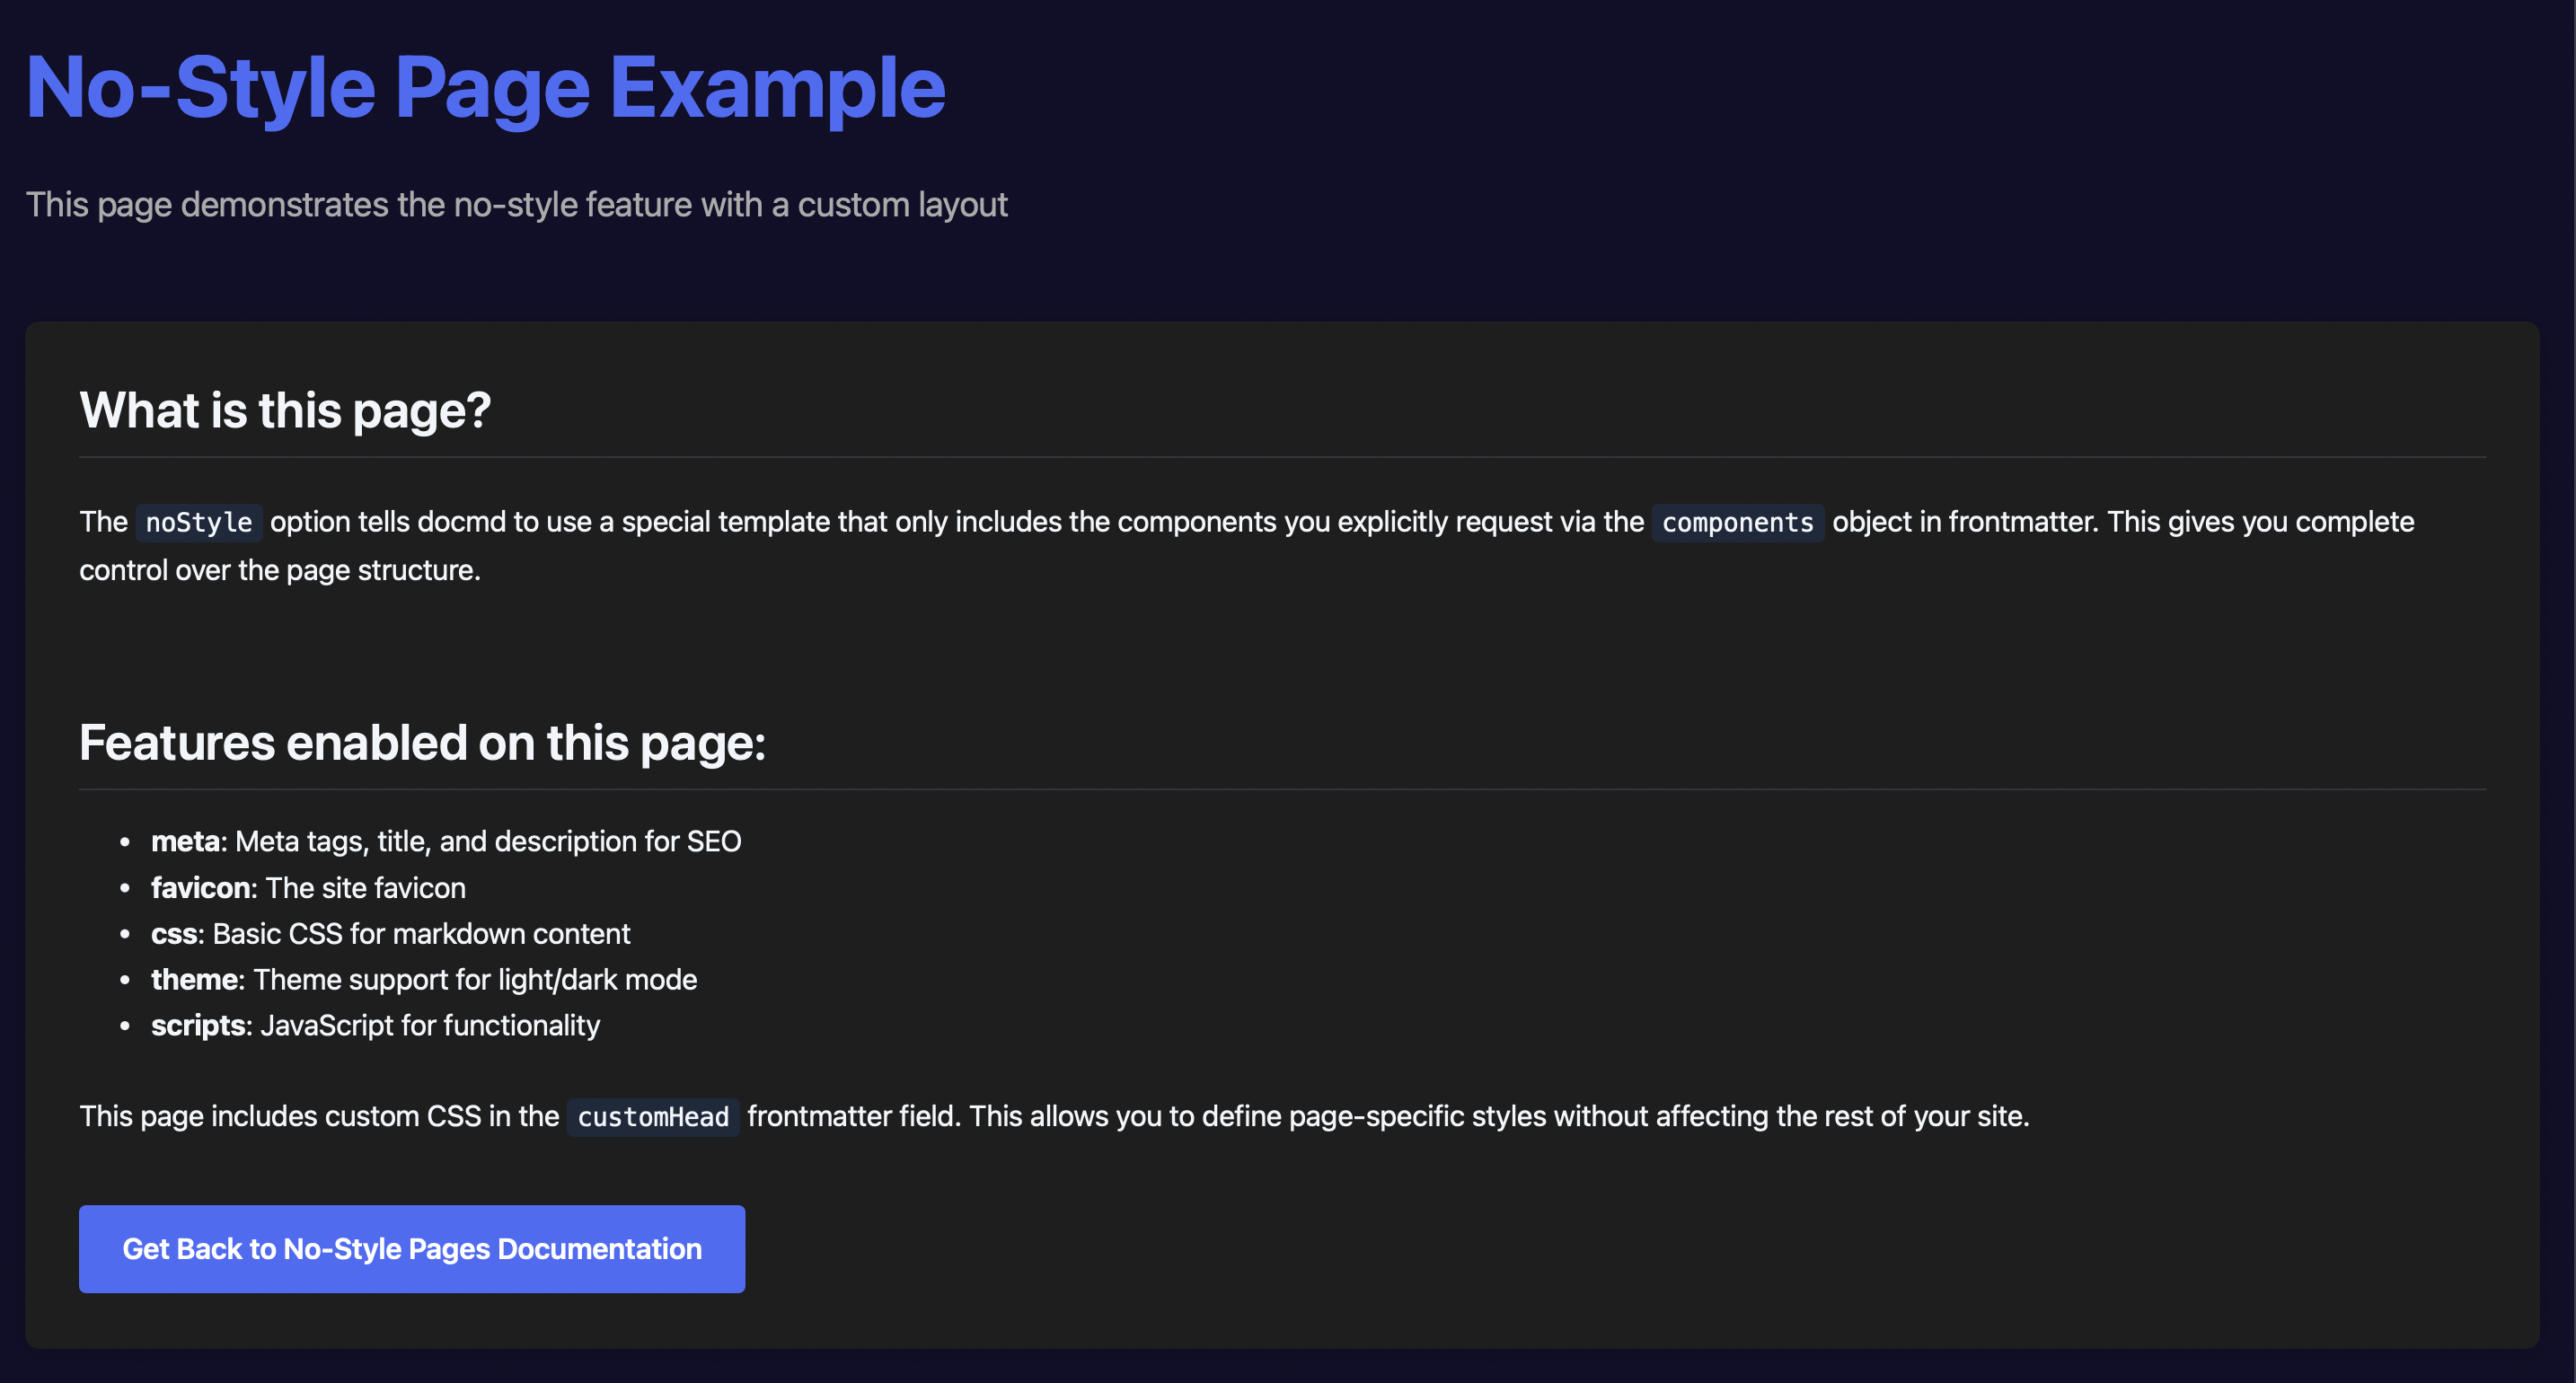 No-Style Page Example
This page demonstrates the no-style feature with a custom layout
What is this page?
The noStyle option tells docmd to use a special template that only includes the components you explicitly request via the components object in frontmatter. This gives you complete
control over the page structure.
Features enabled on this page:
• meta: Meta tags, title, and description for SEO
• favicon: The site favicon
• css: Basic CSS for markdown content
• theme: Theme support for light/dark mode
• scripts: JavaScript for functionality
This page includes custom CSS in the customHead frontmatter field. This allows you to define page-specific styles without affecting the rest of your site.
Get Back to No-Style Pages Documentation